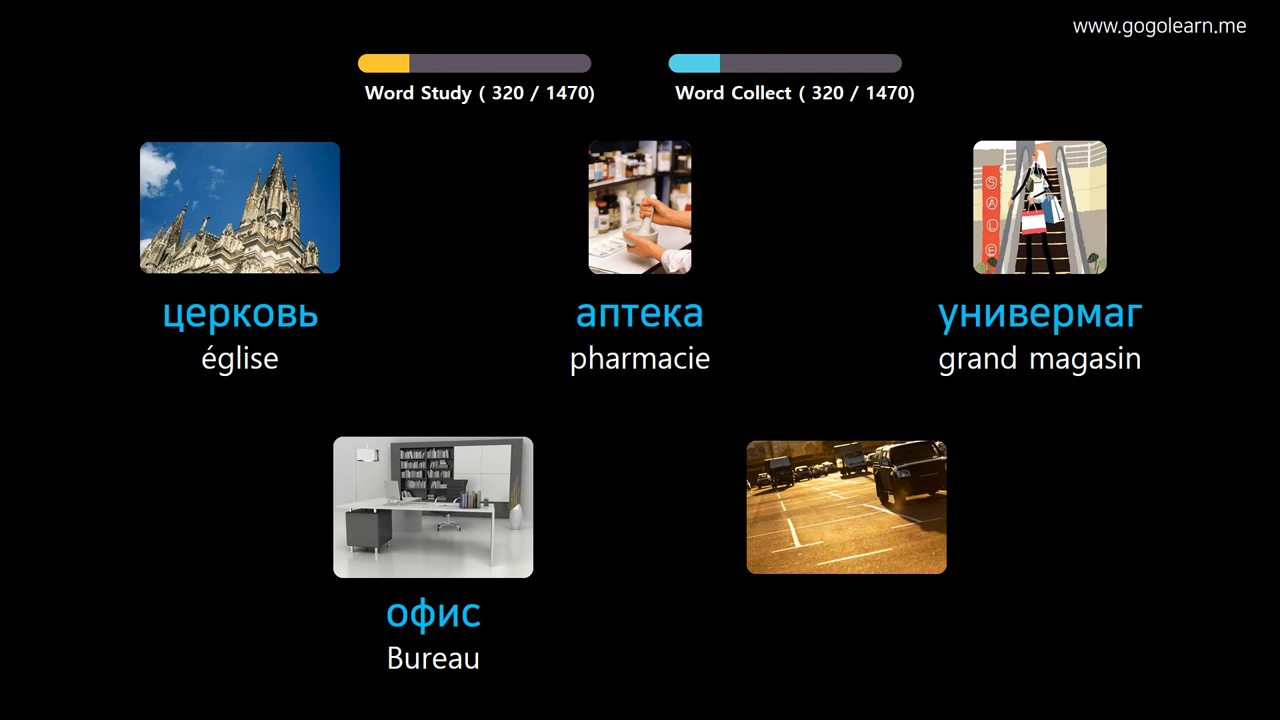 www.gogolearn.me
Word Study ( 320 / 1470)
Word Collect ( 320 / 1470)
SALE
церковь
аптека
универмаг
église
pharmacie
grand magasin
офис
Bureau